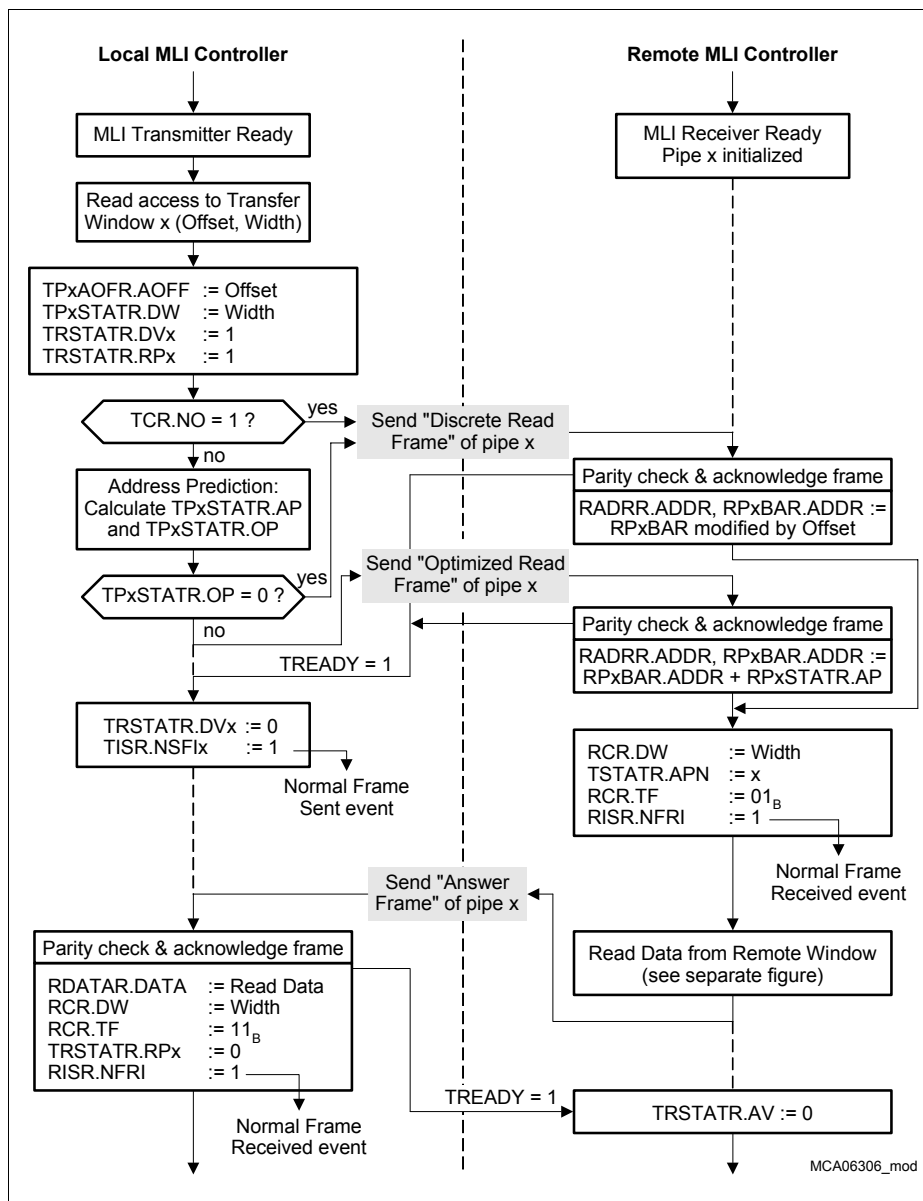 Local MLI Controller
Remote MLI Controller
MLI Transmitter Ready
MLI Receiver Ready
Pipe x initialized
Read access to Transfer
Window x (Offset, Width)
TPxAOFR.AOFF := Offset
TPxSTATR.DW := Width
TRSTATR.DVx := 1
TRSTATR.RPx := 1
TCR.NO = 1 ?
yes
no
Send "Discrete Read
Frame" of pipe x
Address Prediction:
Calculate TPxSTATR.AP
and TPxSTATR.OP
Parity check & acknowledge frame
RADRR.ADDR, RPxBAR.ADDR :=
RPxBAR modified by Offset
TPxSTATR.OP = 0 ?
yes
no
Send "Optimized Read
Frame" of pipe x
Parity check & acknowledge frame
RADRR.ADDR, RPxBAR.ADDR :=
RPxBAR.ADDR + RPxSTATR.AP
TREADY = 1
TRSTATR.DVx := 0
TISR.NSFIx := 1
Normal Frame
Sent event
RCR.DW := Width
TSTATR.APN := x
RCR.TF := 01B
RISR.NFRI := 1
Normal Frame
Received event
Send "Answer
Frame" of pipe x
Read Data from Remote Window
(see separate figure)
Parity check & acknowledge frame
RDATAR.DATA := Read Data
RCR.DW := Width
RCR.TF := 11B
TRSTATR.RPx := 0
RISR.NFRI := 1
Normal Frame
Received event
TREADY = 1
TRSTATR.AV := 0
MCA06306_mod